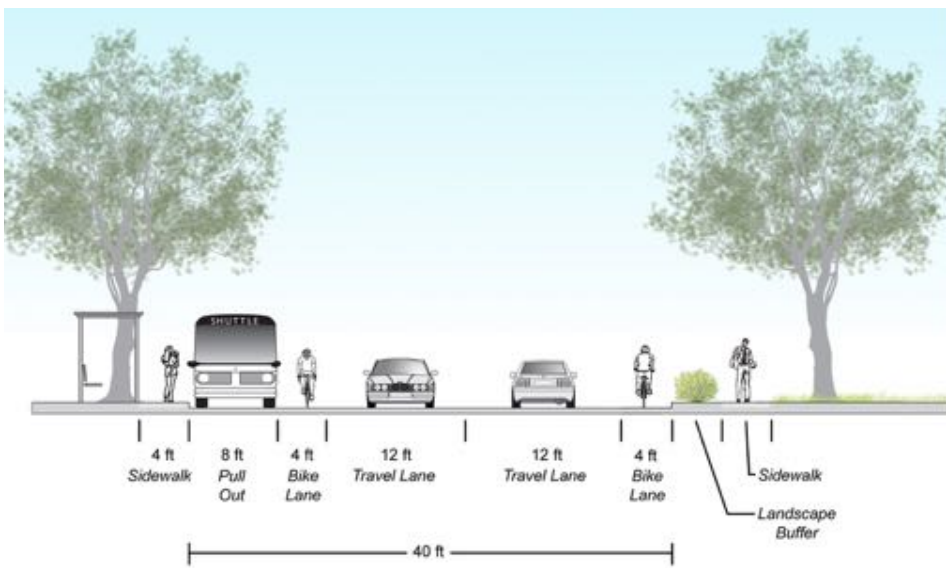 SHUTTLE
4 ft
Sidewalk
8 ft
Pull
Out
4 ft
Bike
Lane
12 ft
Travel Lane
12 ft
Travel Lane
4 ft
Bike
Lane
Sidewalk
Landscape
Buffer
40 ft